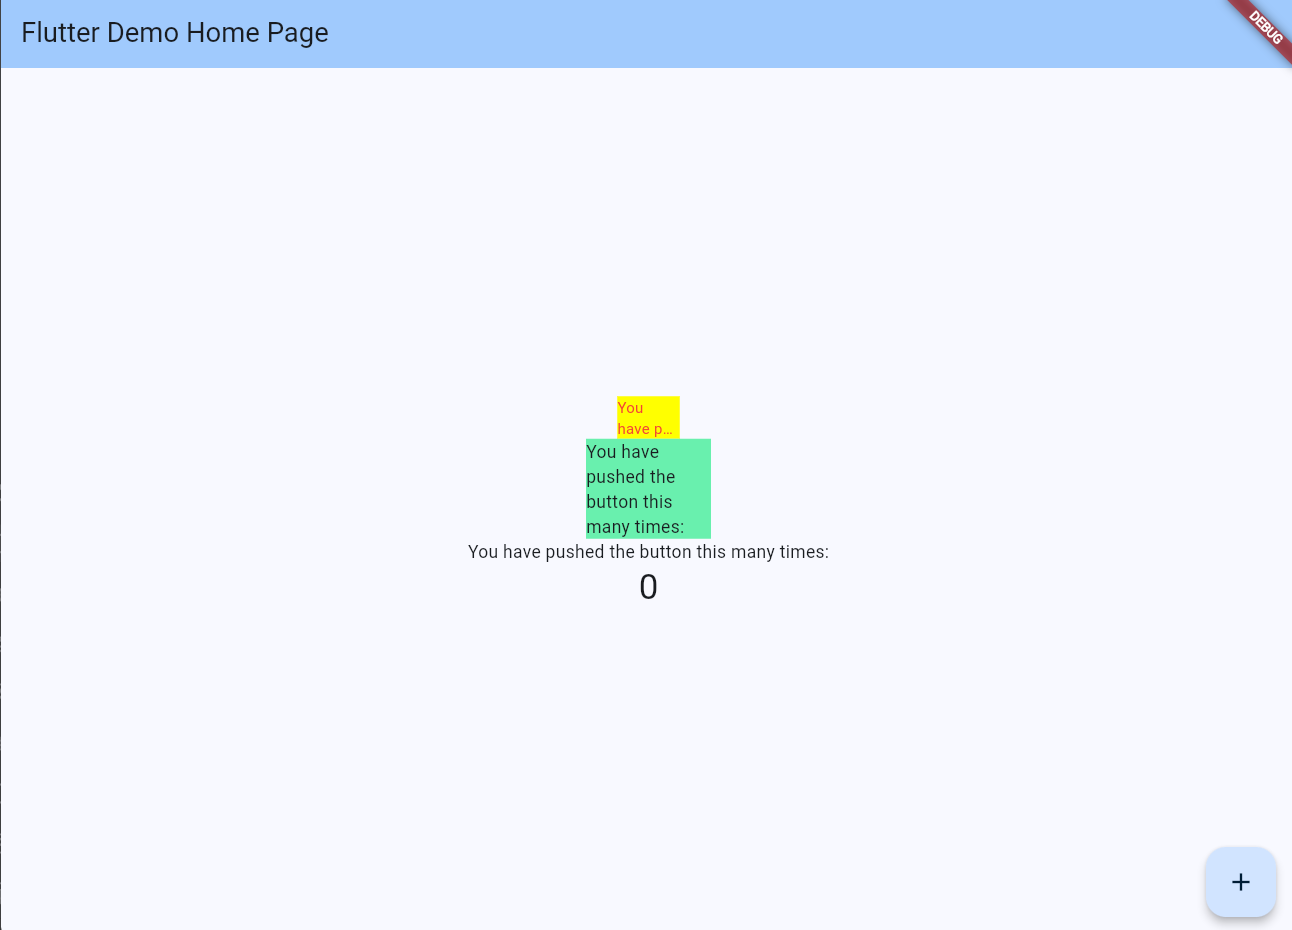 Flutter Demo Home Page
DEBUG
You
have p…
You have
pushed the
button this
many times:
You have pushed the button this many times:
0
+